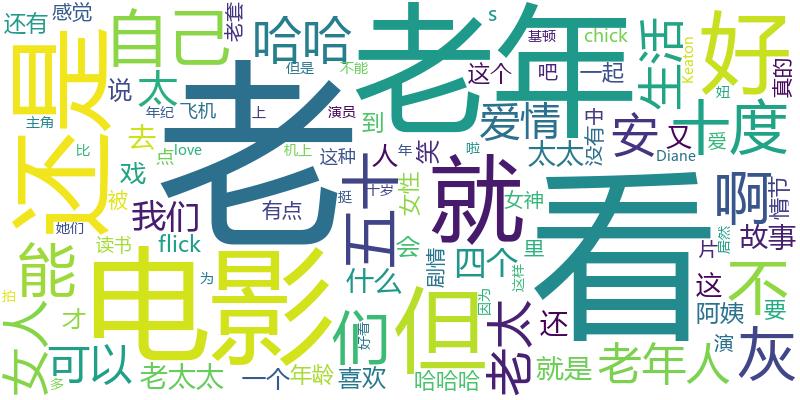 还有
感觉
老套
自己
哈哈
老年
s
基顿
chick
生活
Keaton
好
还是
说
太
但是
不能
这个
吧
一起
真的
老
主角
年纪
飞机
上
演员
到
爱情
妞
十度
去
点
love
机上
这种
人
年
笑
啦
太太
没有
中
安
又
爱
比
戏
Diane
她们
被
我们
有点
五十
挺
十岁
女性
就
女神
看
啊
情节
居然
片
故事
读书
flick
会
里
能
电影
为
什么
剧情
四个
这样
这
不
要
因为
拍
女人
才
但
们
好看
老太
还
阿姨
演
灰
可以
多
老太太
一个
年龄
喜欢
哈哈哈
就是
老年人